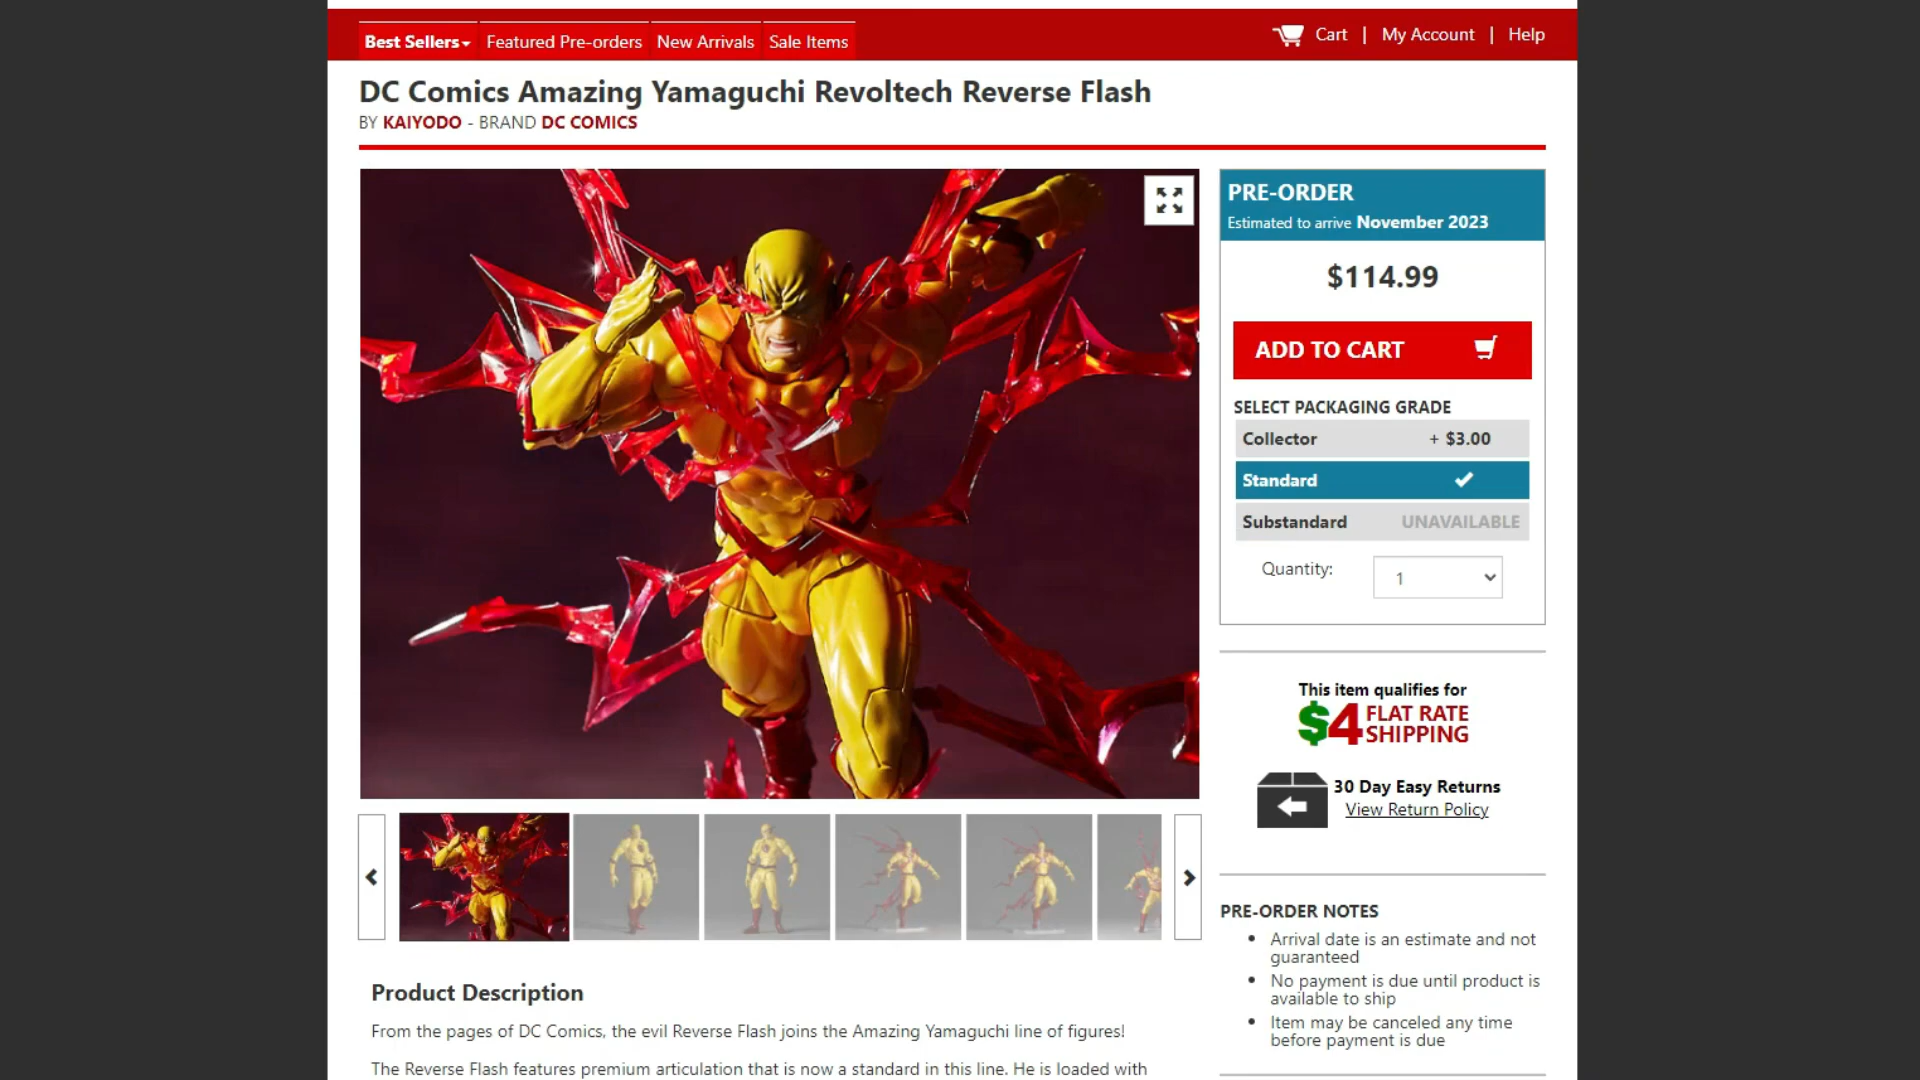 Best Sellers
Featured Pre-orders
New Arrivals
Sale Items
Cart | My Account | Help
DC Comics Amazing Yamaguchi Revoltech Reverse Flash
BY KAIYODO - BRAND DC COMICS
PRE-ORDER
Estimated to arrive November 2023
$114.99
ADD TO CART
SELECT PACKAGING GRADE
Collector + $3.00
Standard
Substandard UNAVAILABLE
Quantity: 1
This item qualifies for
$4 FLAT RATE
SHIPPING
30 Day Easy Returns
View Return Policy
PRE-ORDER NOTES
Arrival date is an estimate and not
guaranteed
No payment is due until product is
available to ship
Item may be canceled any time
before payment is due
Product Description
From the pages of DC Comics, the evil Reverse Flash joins the Amazing Yamaguchi line of figures!
The Reverse Flash features premium articulation that is now a standard in this line. He is loaded with